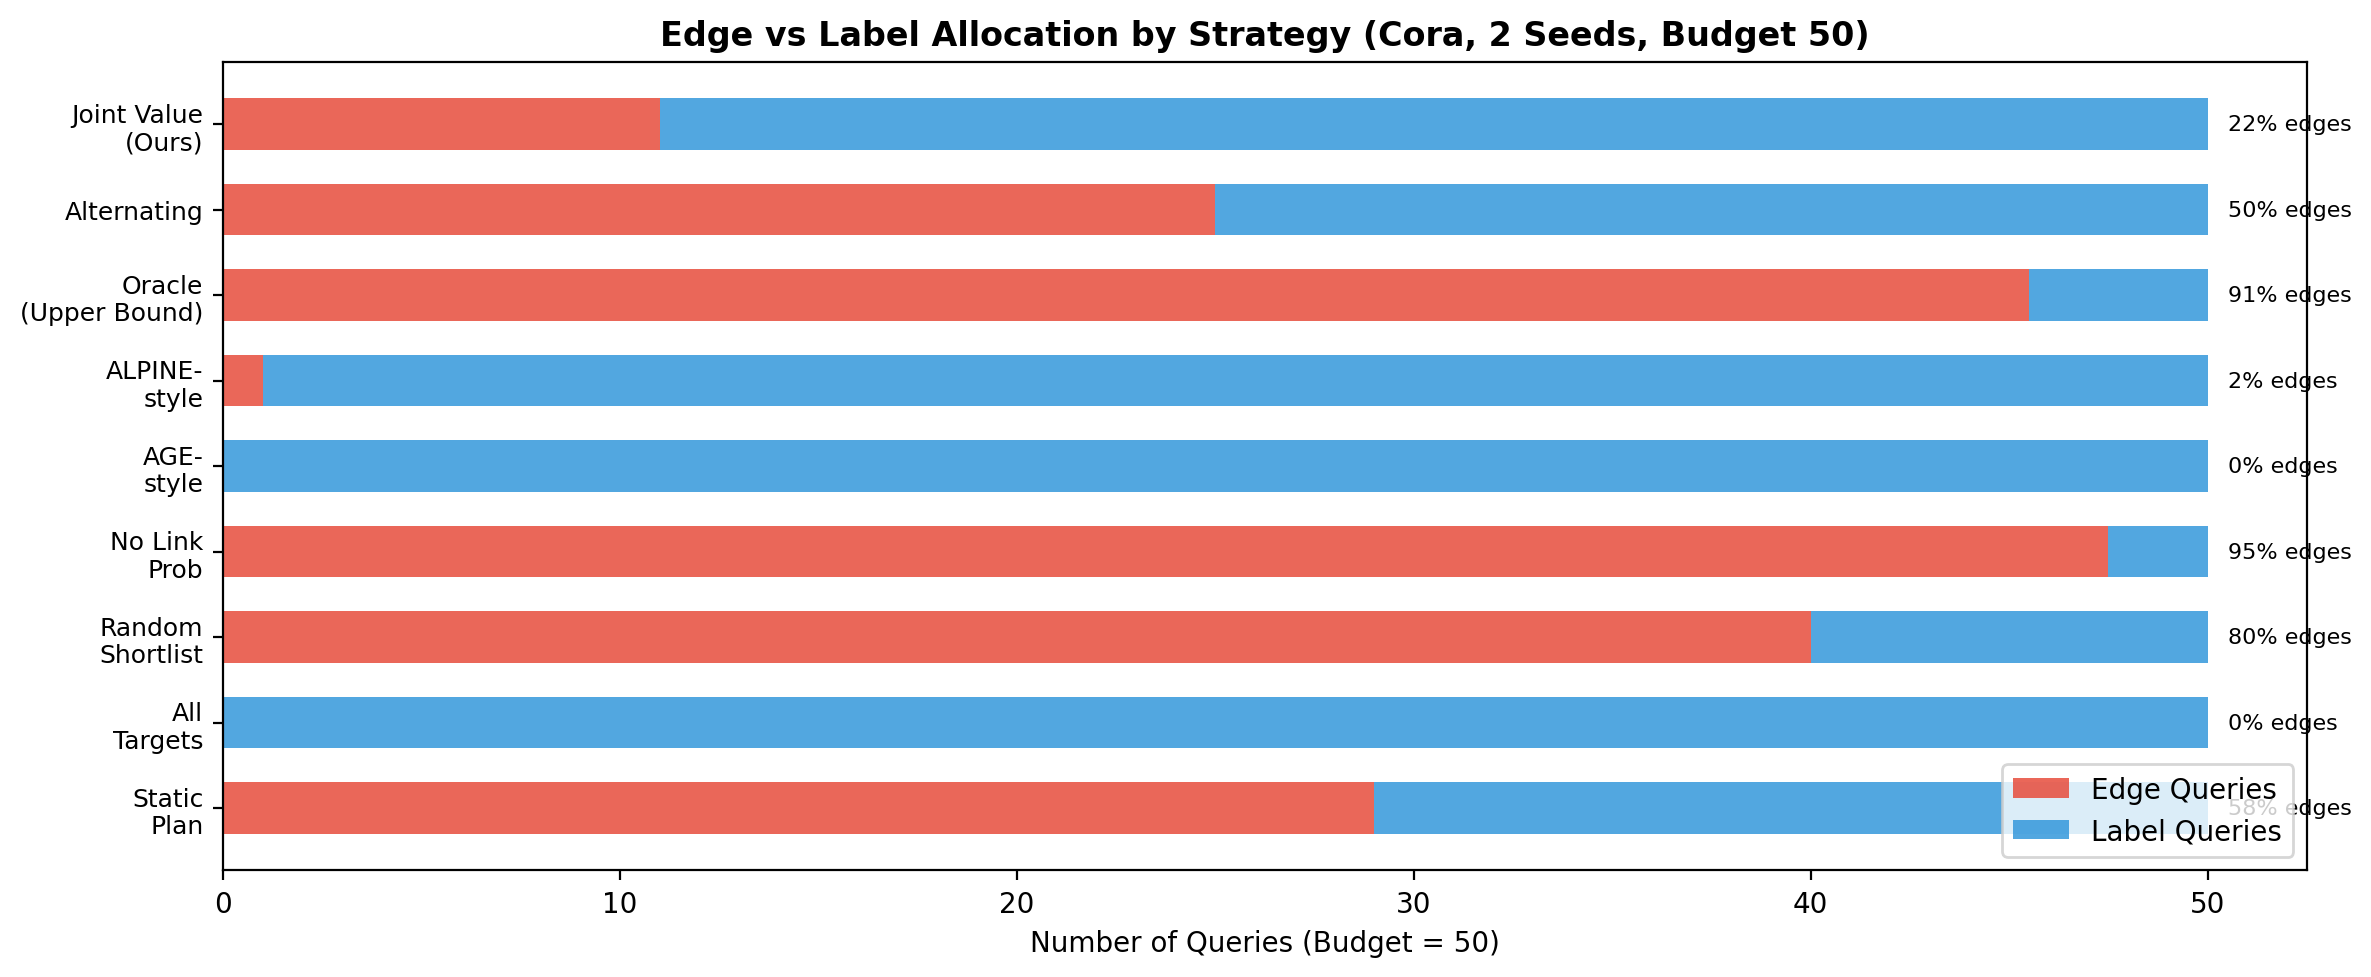 Edge vs Label Allocation by Strategy (Cora, 2 Seeds, Budget 50)
Joint Value
(Ours)
22% edges
Alternating
50% edges
Oracle
(Upper Bound)
91% edges
ALPINE-
style
2% edges
AGE-
style
0% edges
No Link
Prob
95% edges
Random
Shortlist
80% edges
All
Targets
0% edges
Static
Plan
58% edges
Edge Queries
Label Queries
0 10 20 30 40 50
Number of Queries (Budget = 50)